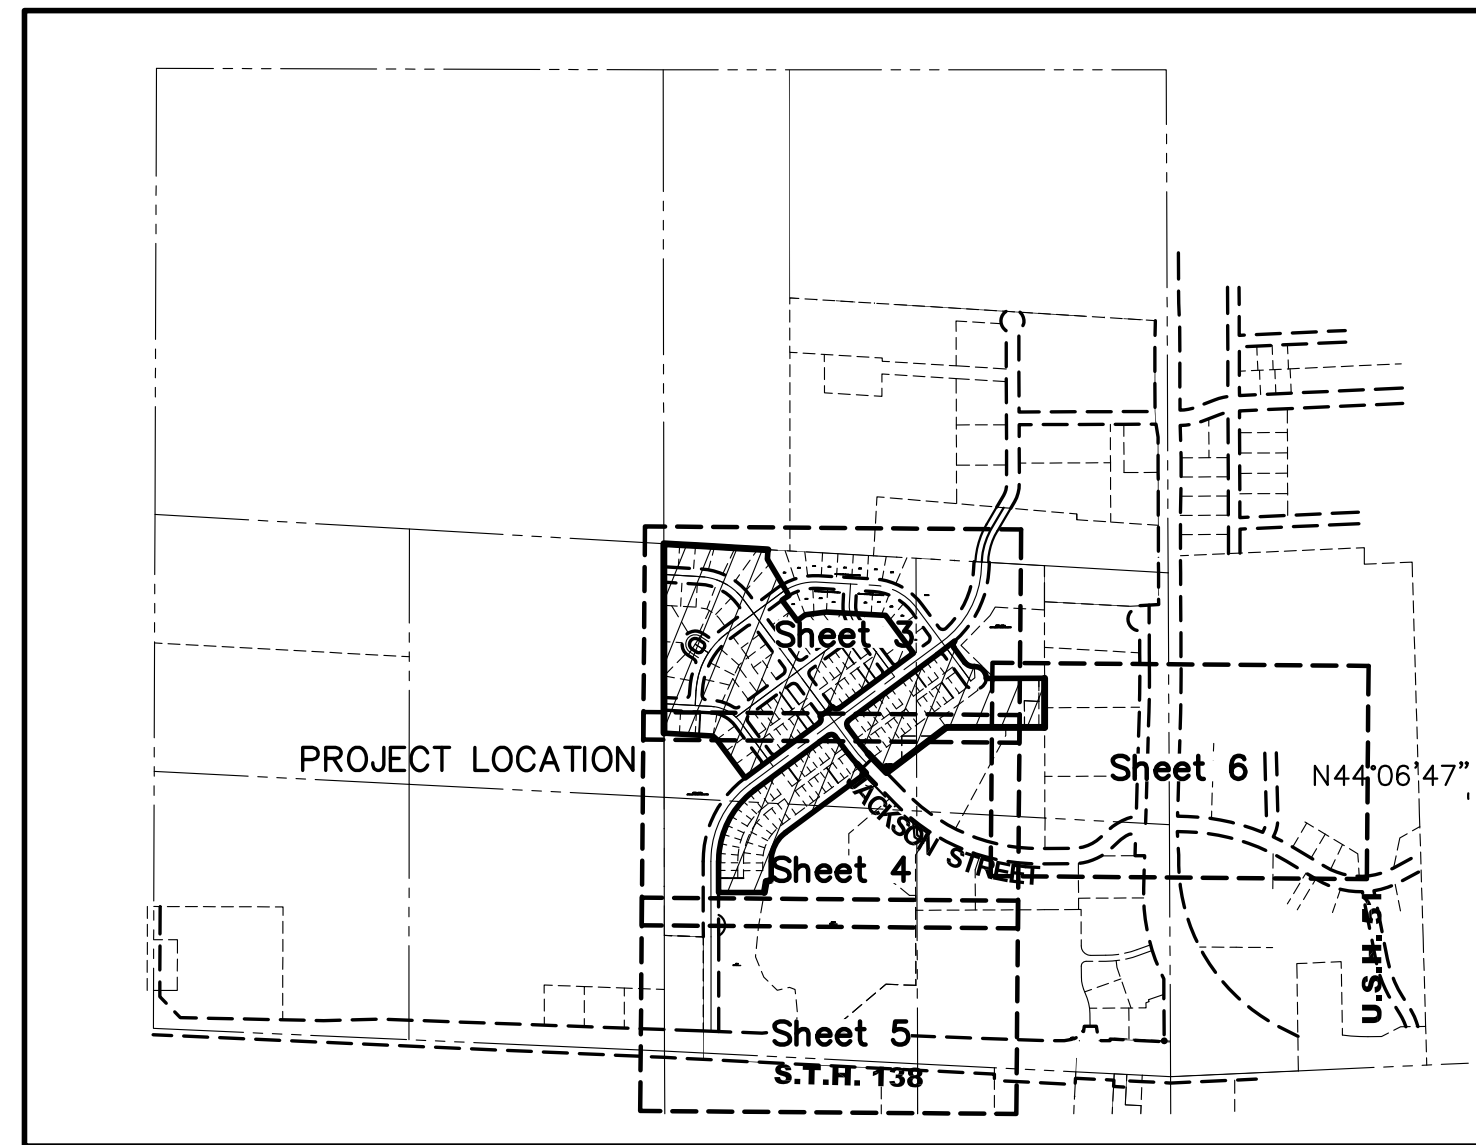 Sheet 3
PROJECT LOCATION
Sheet 6
N44°06'47"
JACKSON STREET
Sheet 4
U.S.H. 51
Sheet 5
S.T.H. 138